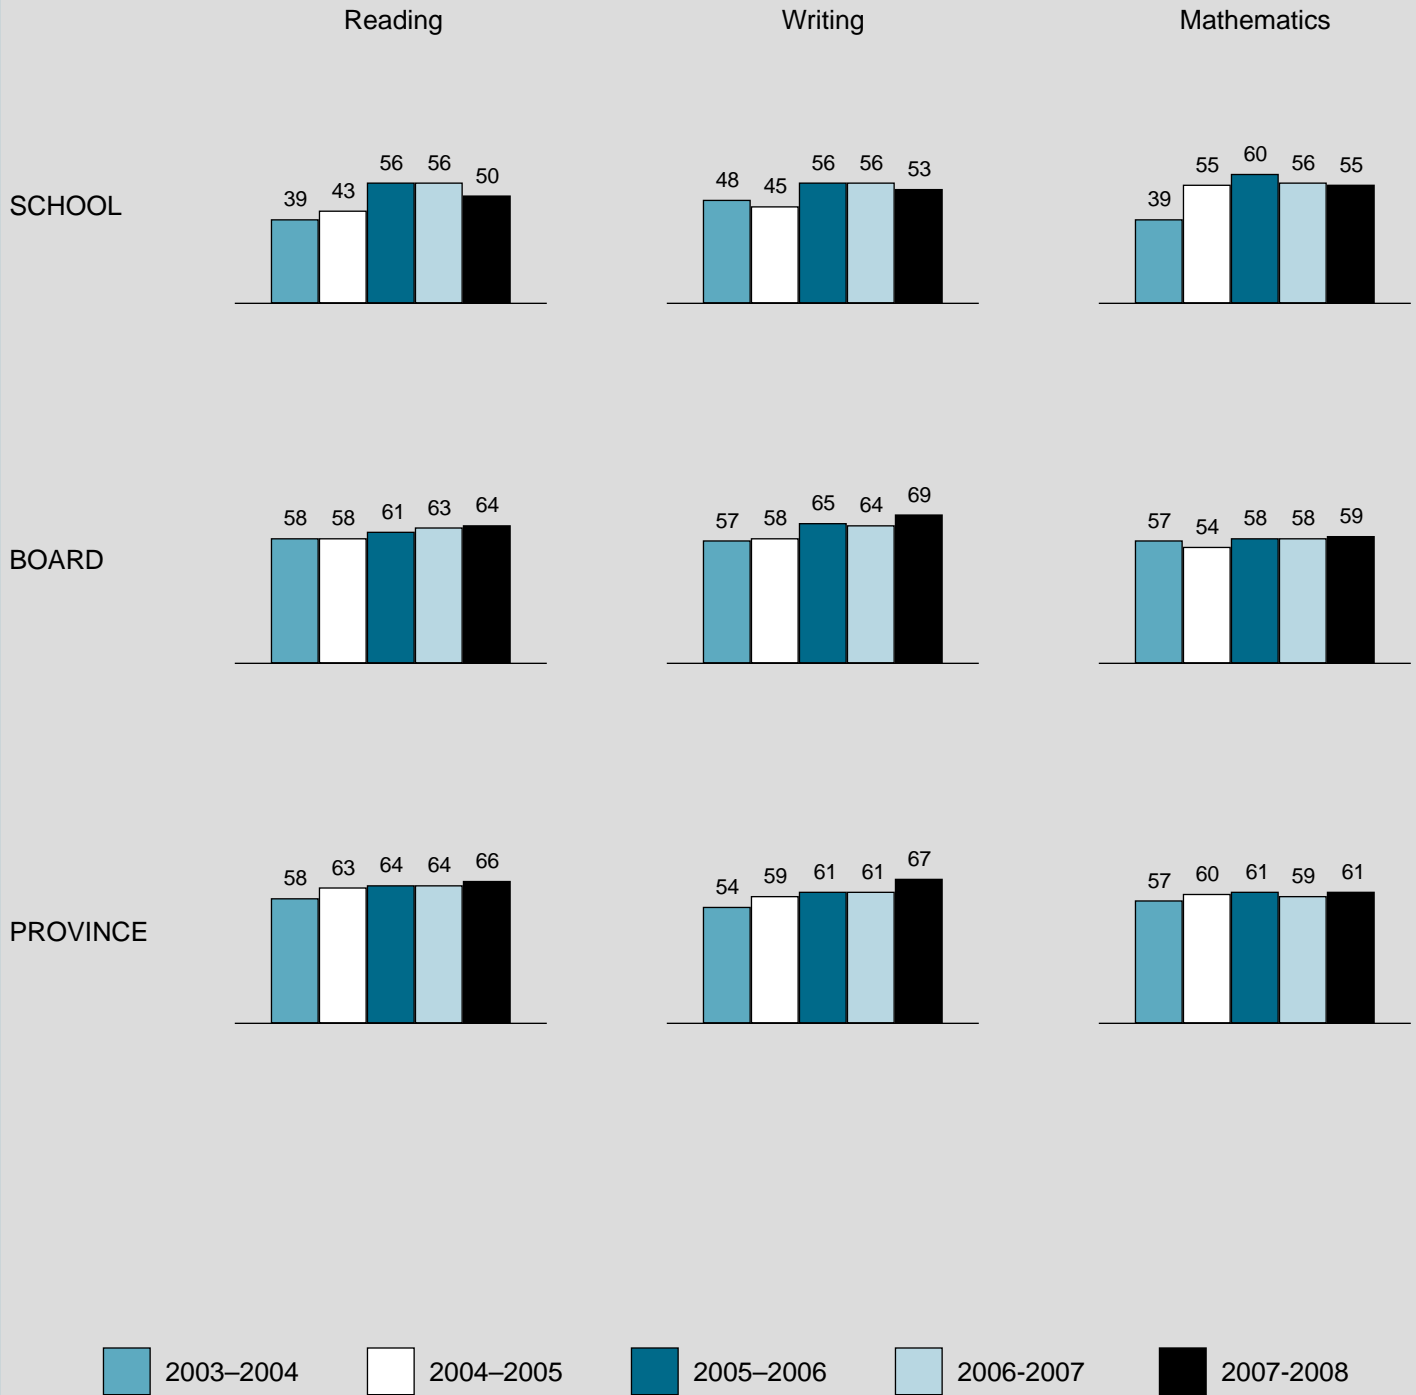 Reading Writing Mathematics
SCHOOL
39 43 56 56 50
48 45 56 56 53
39 55 60 56 55
BOARD
58 58 61 63 64
57 58 65 64 69
57 54 58 58 59
PROVINCE
58 63 64 64 66
54 59 61 61 67
57 60 61 59 61
2003–2004 2004–2005 2005–2006 2006-2007 2007-2008